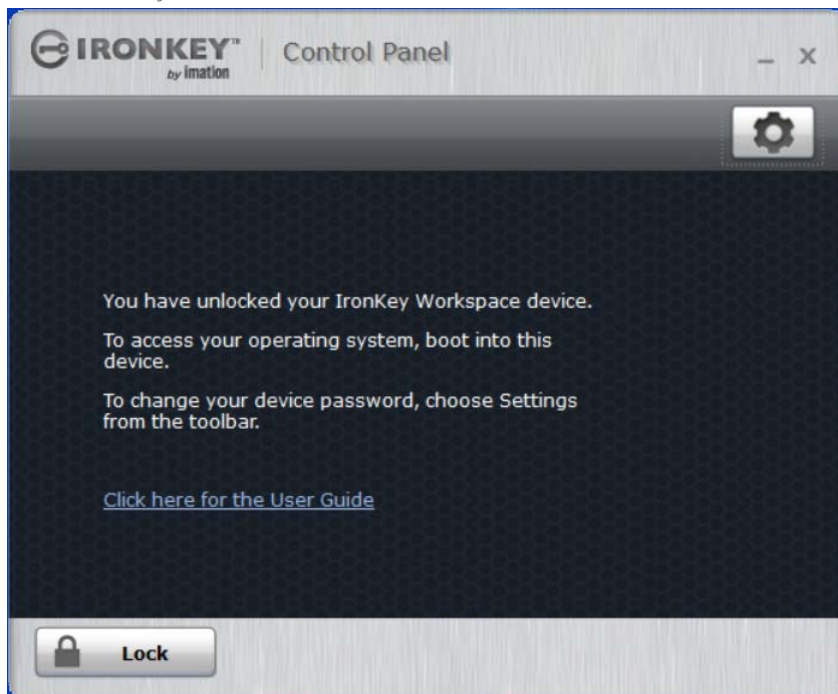 IRONKEY™ Control Panel
by imation
You have unlocked your IronKey Workspace device.
To access your operating system, boot into this
device.
To change your device password, choose Settings
from the toolbar.
Click here for the User Guide
Lock